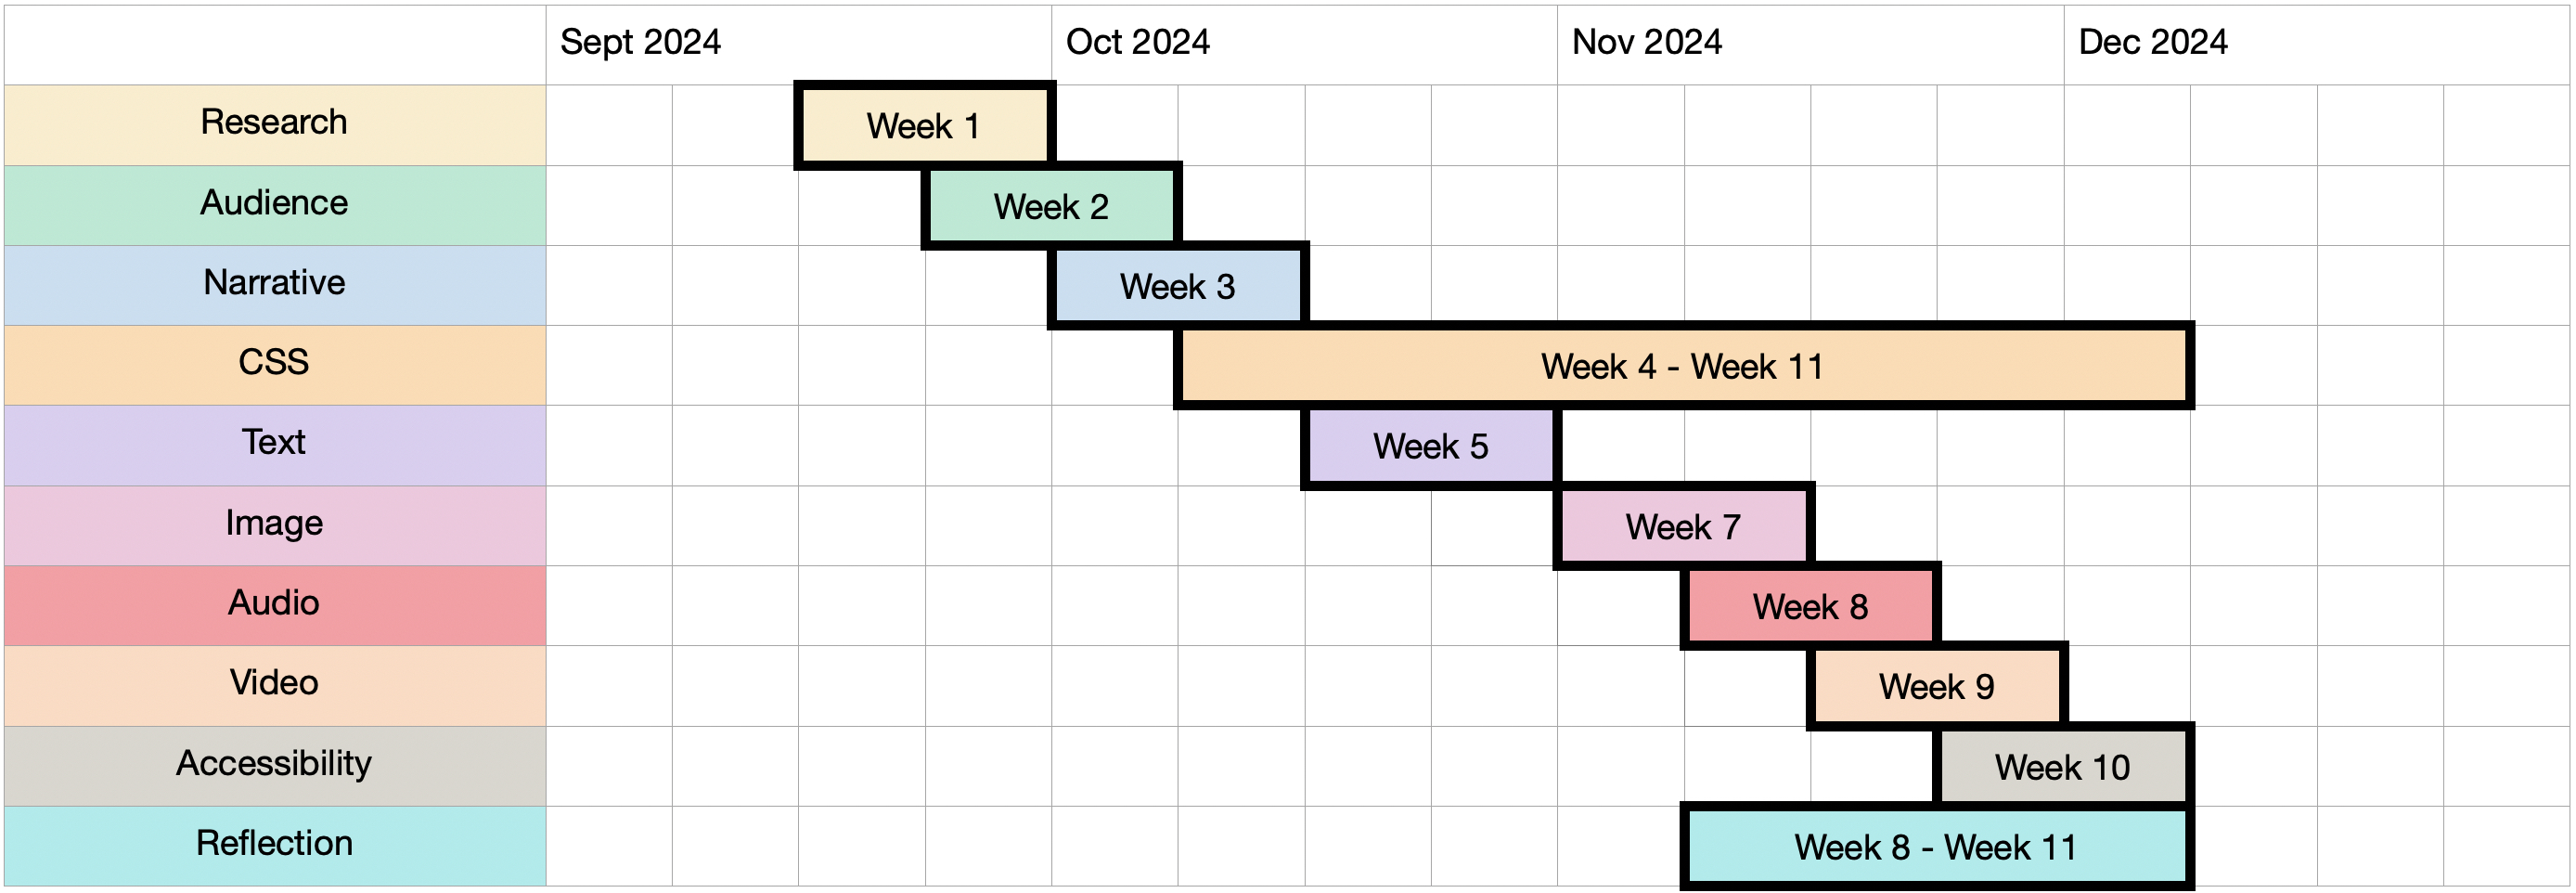 Sept 2024 Oct 2024 Nov 2024 Dec 2024
Research Week 1
Audience Week 2
Narrative Week 3
CSS Week 4 - Week 11
Text Week 5
Image Week 7
Audio Week 8
Video Week 9
Accessibility Week 10
Reflection Week 8 - Week 11